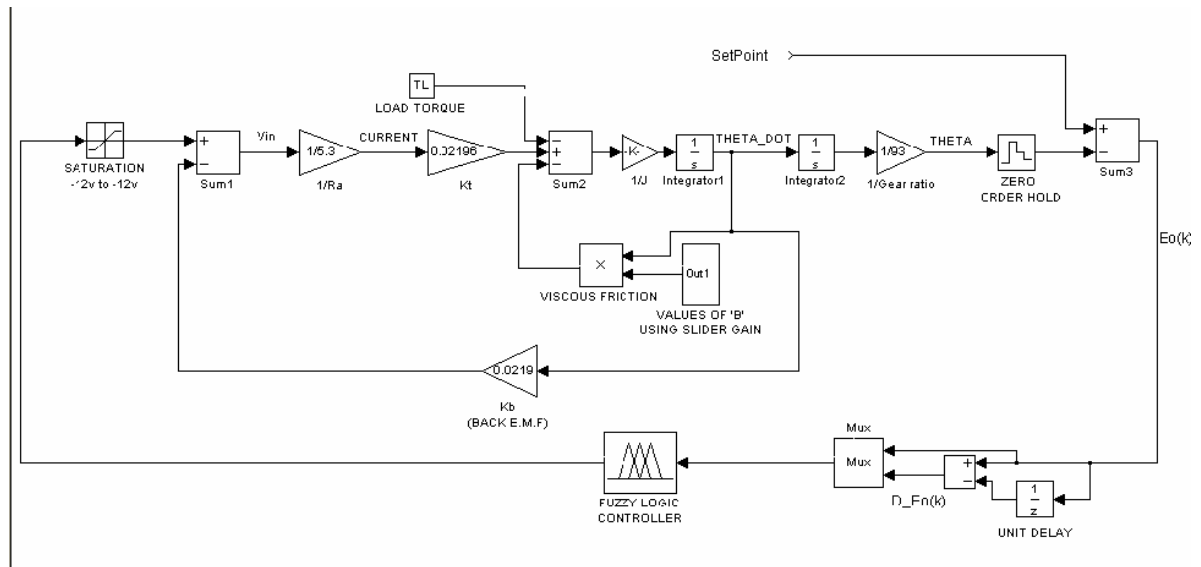 SetPoint
TL
LOAD TORQUE
Vin
CURRENT
THETA_DOT
THETA
+
−
1/5.3
0.02196
−
+
−
-K-
1
s
1
s
1/93
+
−
SATURATION
-12v to -12v
Sum1
1/Ra
Kt
Sum2
1/J
Integrator1
Integrator2
1/Gear ratio
ZERO
CRDER HOLD
Sum3
Eo(k)
×
Out1
VISCOUS FRICTION
VALUES OF 'B'
USING SLIDER GAIN
0.0219
Kb
(BACK E.M.F)
Mux
Mux
+
−
D_Eo(k)
1
z
UNIT DELAY
FUZZY LOGIC
CONTROLLER